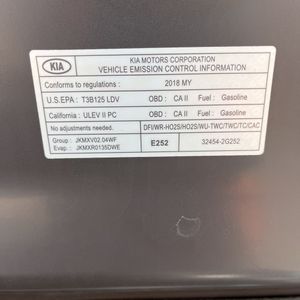 KIA
KIA MOTORS CORPORATION
VEHICLE EMISSION CONTROL INFORMATION
Conforms to regulations : 2018 MY
U.S.EPA : T3B125 LDV OBD : CA II Fuel : Gasoline
California : ULEV II PC OBD : CA II Fuel : Gasoline
No adjustments needed. DFI/WR-HO2S/HO2S/WU-TWC/TWC/TC/CAC
Group : JKMXV02.04WF
Evap. : JKMXR0135DWE
E252 32454-2G252